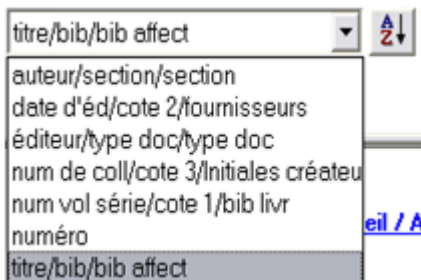 titre/bib/bib affect
A
Z
auteur/section/section
date d'éd/cote 2/fournisseurs
éditeur/type doc/type doc
num de coll/cote 3/Initiales créateu
num vol série/cote 1/bib livr
eil / A
numéro
titre/bib/bib affect